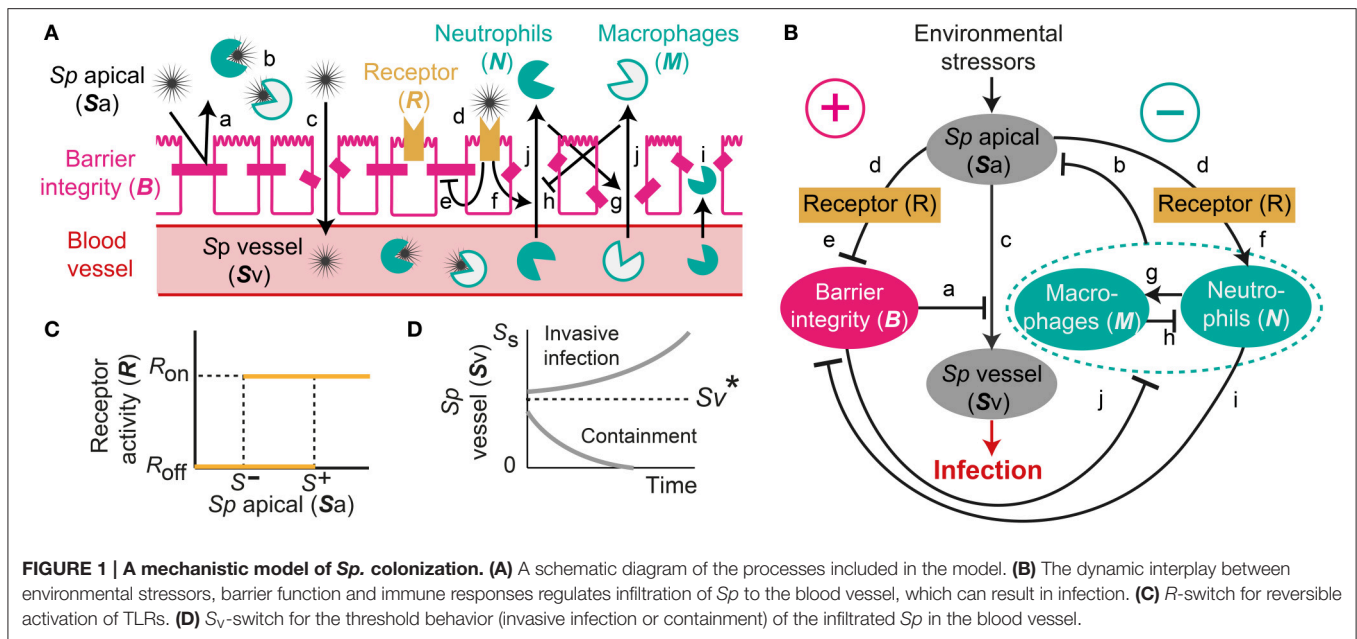 A
Neutrophils
(N)
Macrophages
(M)
Sp apical
(Sa)
b
a
c
Receptor
(R)
d
j
j
i
Barrier
integrity (B)
e
f
h
g
Blood
vessel
Sp vessel
(Sv)
B
Environmental
stressors
+
−
Sp apical
(Sa)
d
b
d
Receptor (R)
Receptor (R)
e
c
f
Barrier
integrity (B)
a
Macro-
phages (M)
g
h
Neutro-
phils (N)
Sp vessel
(Sv)
j
i
Infection
C
Receptor
activity (R)
Ron
Roff
S−
S+
Sp apical (Sa)
D
Sp
vessel (Sv)
Ss
0
Invasive
infection
Sv*
Containment
Time
FIGURE 1 | A mechanistic model of Sp. colonization. (A) A schematic diagram of the processes included in the model. (B) The dynamic interplay between
environmental stressors, barrier function and immune responses regulates infiltration of Sp to the blood vessel, which can result in infection. (C) R-switch for reversible
activation of TLRs. (D) SV-switch for the threshold behavior (invasive infection or containment) of the infiltrated Sp in the blood vessel.